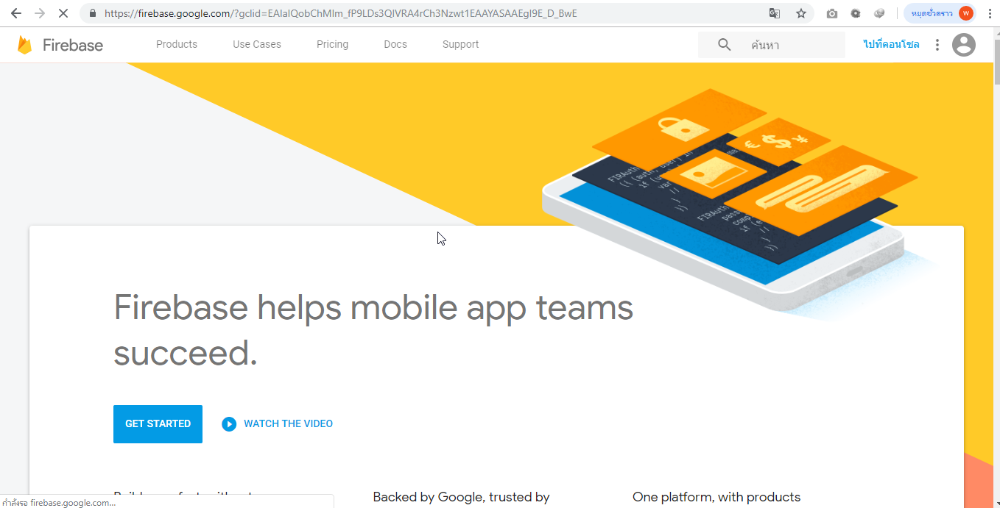 https://firebase.google.com/?gclid=EAIaIQobChMIm_fP9LDs3QIVRA4rCh3Nzwt1EAAYASAAEgI9E_D_BwE
หยุดชั่วคราว W
Firebase
Products
Use Cases
Pricing
Docs
Support
ค้นหา
ไปที่คอนโซล
Firebase helps mobile app teams
succeed.
GET STARTED
WATCH THE VIDEO
Backed by Google, trusted by
One platform, with products
กำลังรอ firebase.google.com...